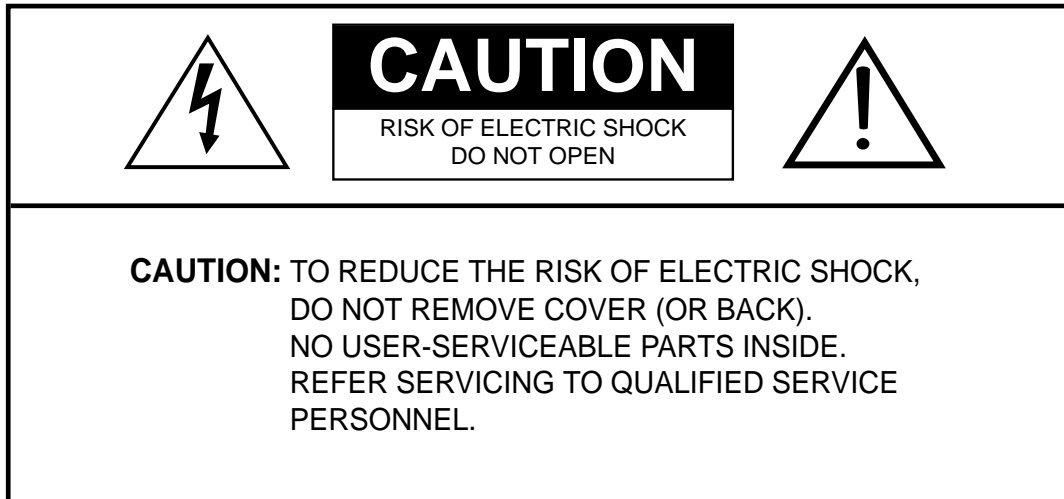 CAUTION
RISK OF ELECTRIC SHOCK
DO NOT OPEN
CAUTION: TO REDUCE THE RISK OF ELECTRIC SHOCK,
DO NOT REMOVE COVER (OR BACK).
NO USER-SERVICEABLE PARTS INSIDE.
REFER SERVICING TO QUALIFIED SERVICE
PERSONNEL.